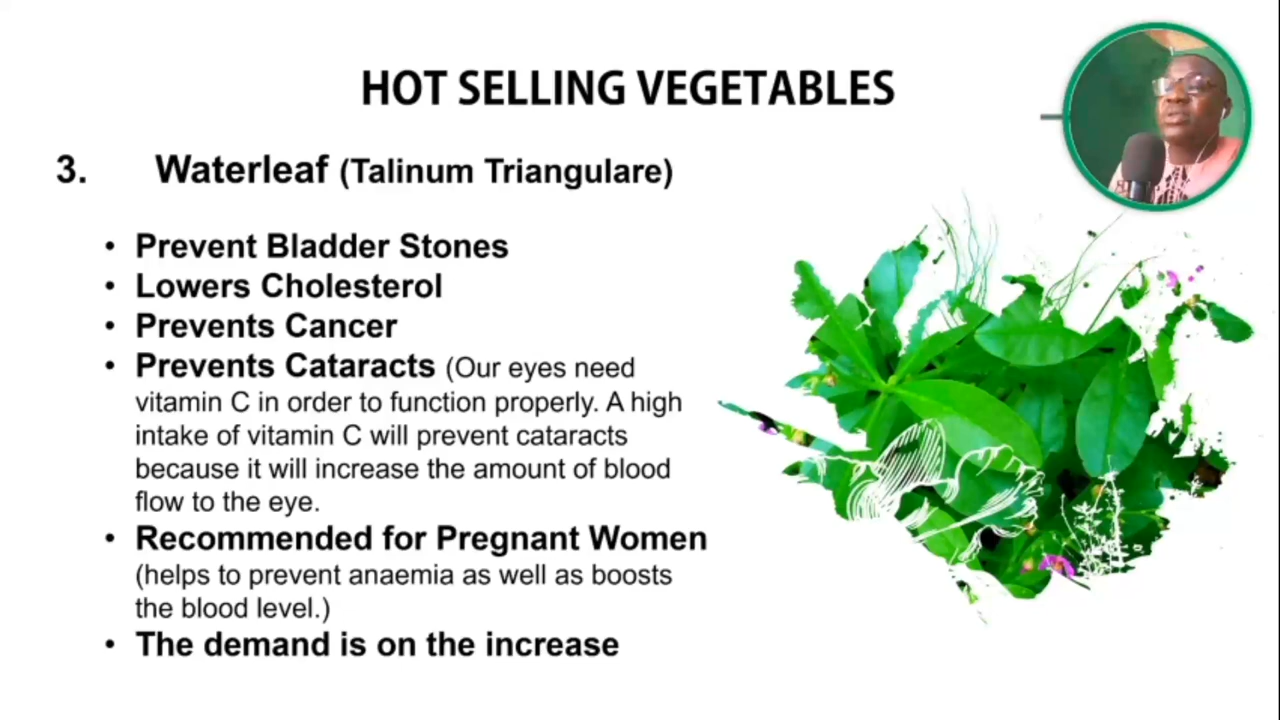 HOT SELLING VEGETABLES
3. Waterleaf (Talinum Triangulare)
• Prevent Bladder Stones
• Lowers Cholesterol
• Prevents Cancer
• Prevents Cataracts (Our eyes need
vitamin C in order to function properly. A high
intake of vitamin C will prevent cataracts
because it will increase the amount of blood
flow to the eye.
• Recommended for Pregnant Women
(helps to prevent anaemia as well as boosts
the blood level.)
• The demand is on the increase